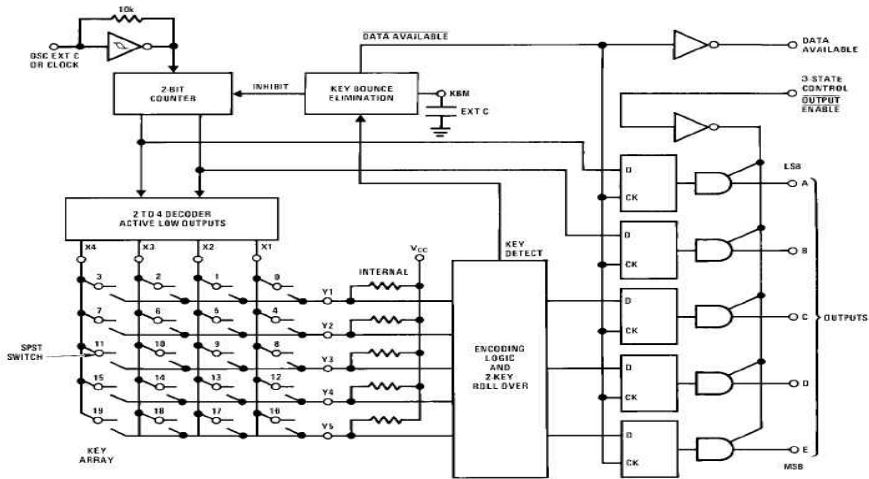 10k
OSC EXT C
OR CLOCK
2-BIT
COUNTER
INHIBIT
KEY BOUNCE
ELIMINATION
DATA AVAILABLE
KBM
EXT C
DATA
AVAILABLE
3-STATE
CONTROL
OUTPUT
ENABLE
2 TO 4 DECODER
ACTIVE LOW OUTPUTS
X4 X3 X2 X1
KEY
DETECT
VCC
INTERNAL
3 2 1 0 Y1
7 6 5 4 Y2
SPST
SWITCH
11 10 9 8 Y3
15 14 13 12 Y4
19 18 17 16 Y5
KEY
ARRAY
ENCODING
LOGIC
AND
2-KEY
ROLL OVER
D
CK
LSB
A
D
CK
B
D
CK
C
OUTPUTS
D
CK
D
D
CK
E
MSB